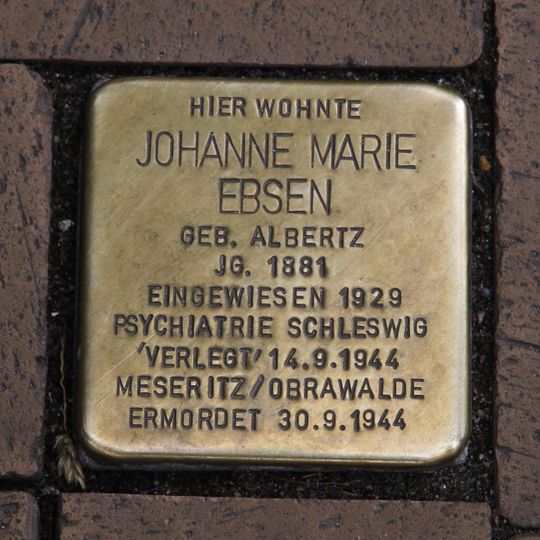 HIER WOHNTE
JOHANNE MARIE
EBSEN
GEB. ALBERTZ
JG. 1881
EINGEWIESEN 1929
PSYCHIATRIE SCHLESWIG
'VERLEGT' 14.9.1944
MESERITZ/OBRAWALDE
ERMORDET 30.9.1944